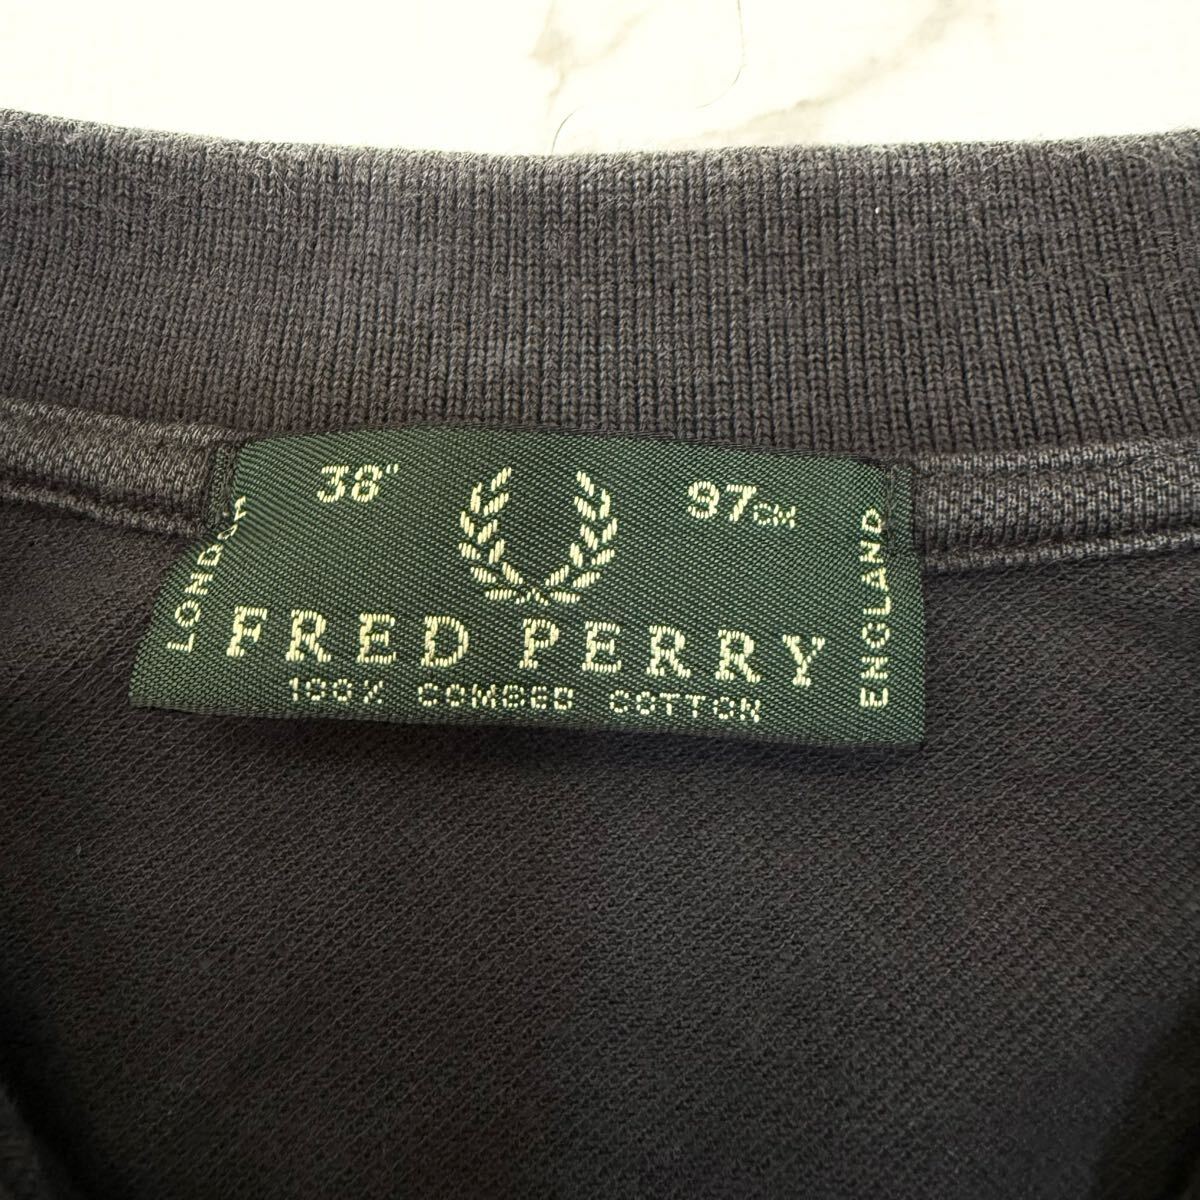 38" 97CM
LONDON
FRED PERRY
100% COMBED COTTON
ENGLAND